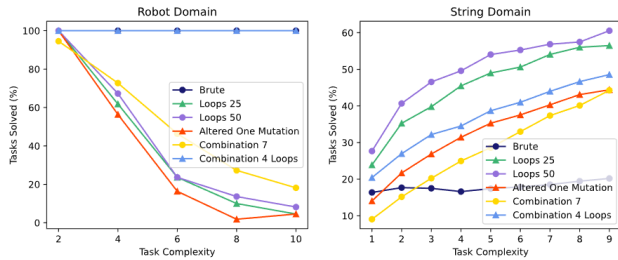 Robot Domain
Tasks Solved (%)
100
80
60
40
20
0
2
4
6
8
10
Task Complexity
Brute
Loops 25
Loops 50
Altered One Mutation
Combination 7
Combination 4 Loops
String Domain
Tasks Solved (%)
60
50
40
30
20
10
1
2
3
4
5
6
7
8
9
Task Complexity
Brute
Loops 25
Loops 50
Altered One Mutation
Combination 7
Combination 4 Loops